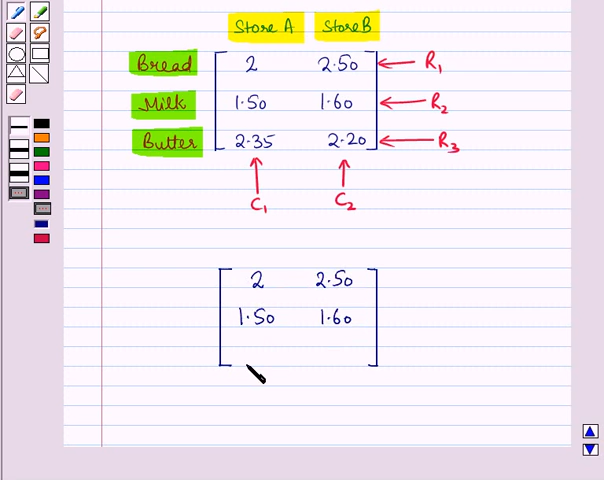 Store A Store B
Bread 2 2.50 R1
Milk 1.50 1.60 R2
Butter 2.35 2.20 R3
C1 C2
2 2.50
1.50 1.60